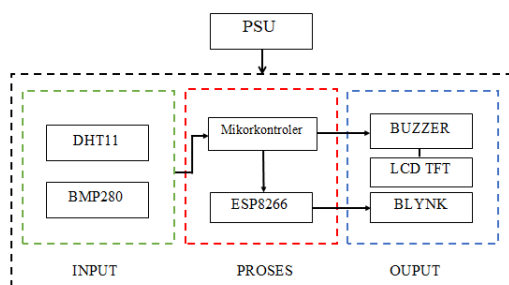 PSU
DHT11
BMP280
Mikorkontroler
ESP8266
BUZZER
LCD TFT
BLYNK
INPUT
PROSES
OUPUT